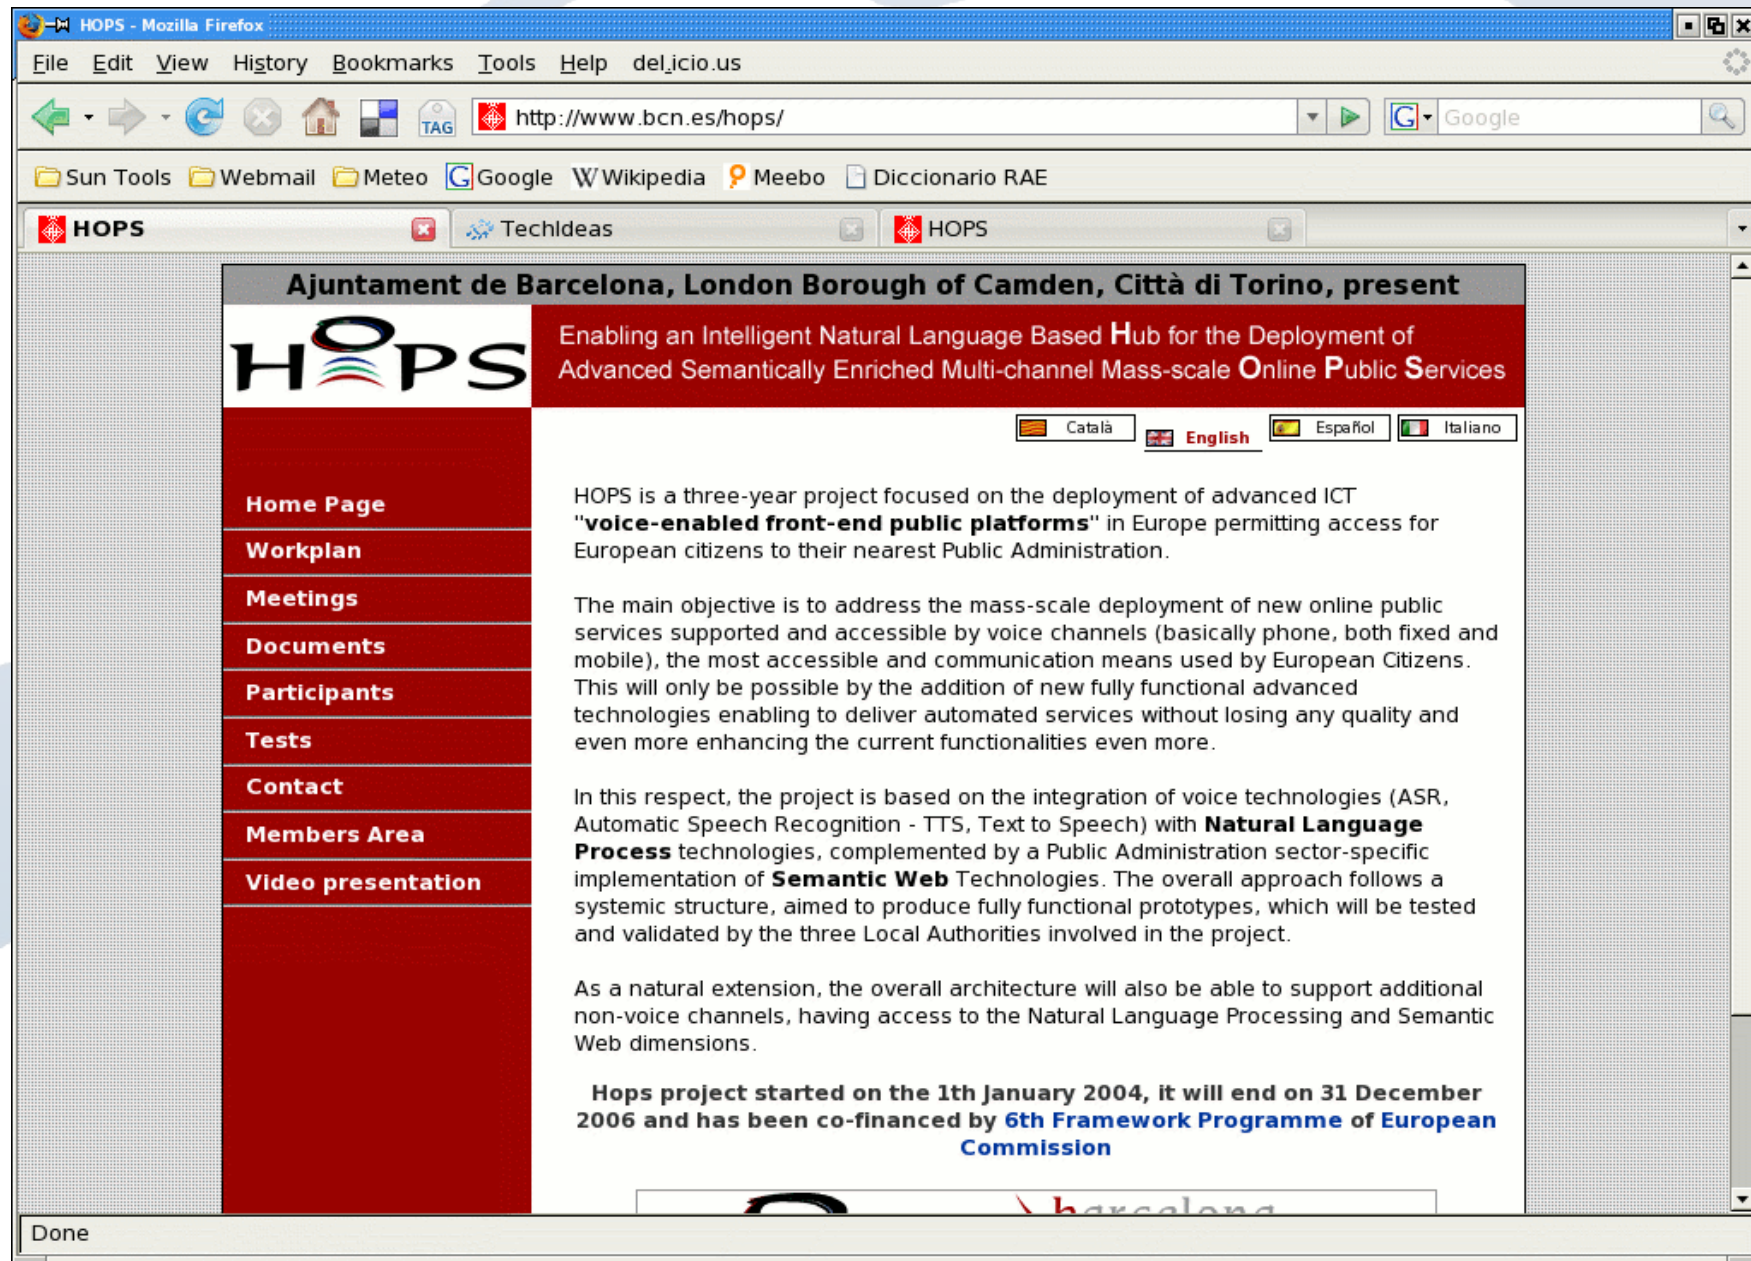 HOPS - Mozilla Firefox
File Edit View History Bookmarks Tools Help del.icio.us
TAG http://www.bcn.es/hops/ G Google
Sun Tools Webmail Meteo G Google W Wikipedia Meebo Diccionario RAE
HOPS TechIdeas HOPS
Ajuntament de Barcelona, London Borough of Camden, Città di Torino, present
HOPS
Enabling an Intelligent Natural Language Based Hub for the Deployment of
Advanced Semantically Enriched Multi-channel Mass-scale Online Public Services
Català English Español Italiano
Home Page
Workplan
Meetings
Documents
Participants
Tests
Contact
Members Area
Video presentation
HOPS is a three-year project focused on the deployment of advanced ICT
"voice-enabled front-end public platforms" in Europe permitting access for
European citizens to their nearest Public Administration.
The main objective is to address the mass-scale deployment of new online public
services supported and accessible by voice channels (basically phone, both fixed and
mobile), the most accessible and communication means used by European Citizens.
This will only be possible by the addition of new fully functional advanced
technologies enabling to deliver automated services without losing any quality and
even more enhancing the current functionalities even more.
In this respect, the project is based on the integration of voice technologies (ASR,
Automatic Speech Recognition - TTS, Text to Speech) with Natural Language
Process technologies, complemented by a Public Administration sector-specific
implementation of Semantic Web Technologies. The overall approach follows a
systemic structure, aimed to produce fully functional prototypes, which will be tested
and validated by the three Local Authorities involved in the project.
As a natural extension, the overall architecture will also be able to support additional
non-voice channels, having access to the Natural Language Processing and Semantic
Web dimensions.
Hops project started on the 1th January 2004, it will end on 31 December
2006 and has been co-financed by 6th Framework Programme of European
Commission
barcelona
Done